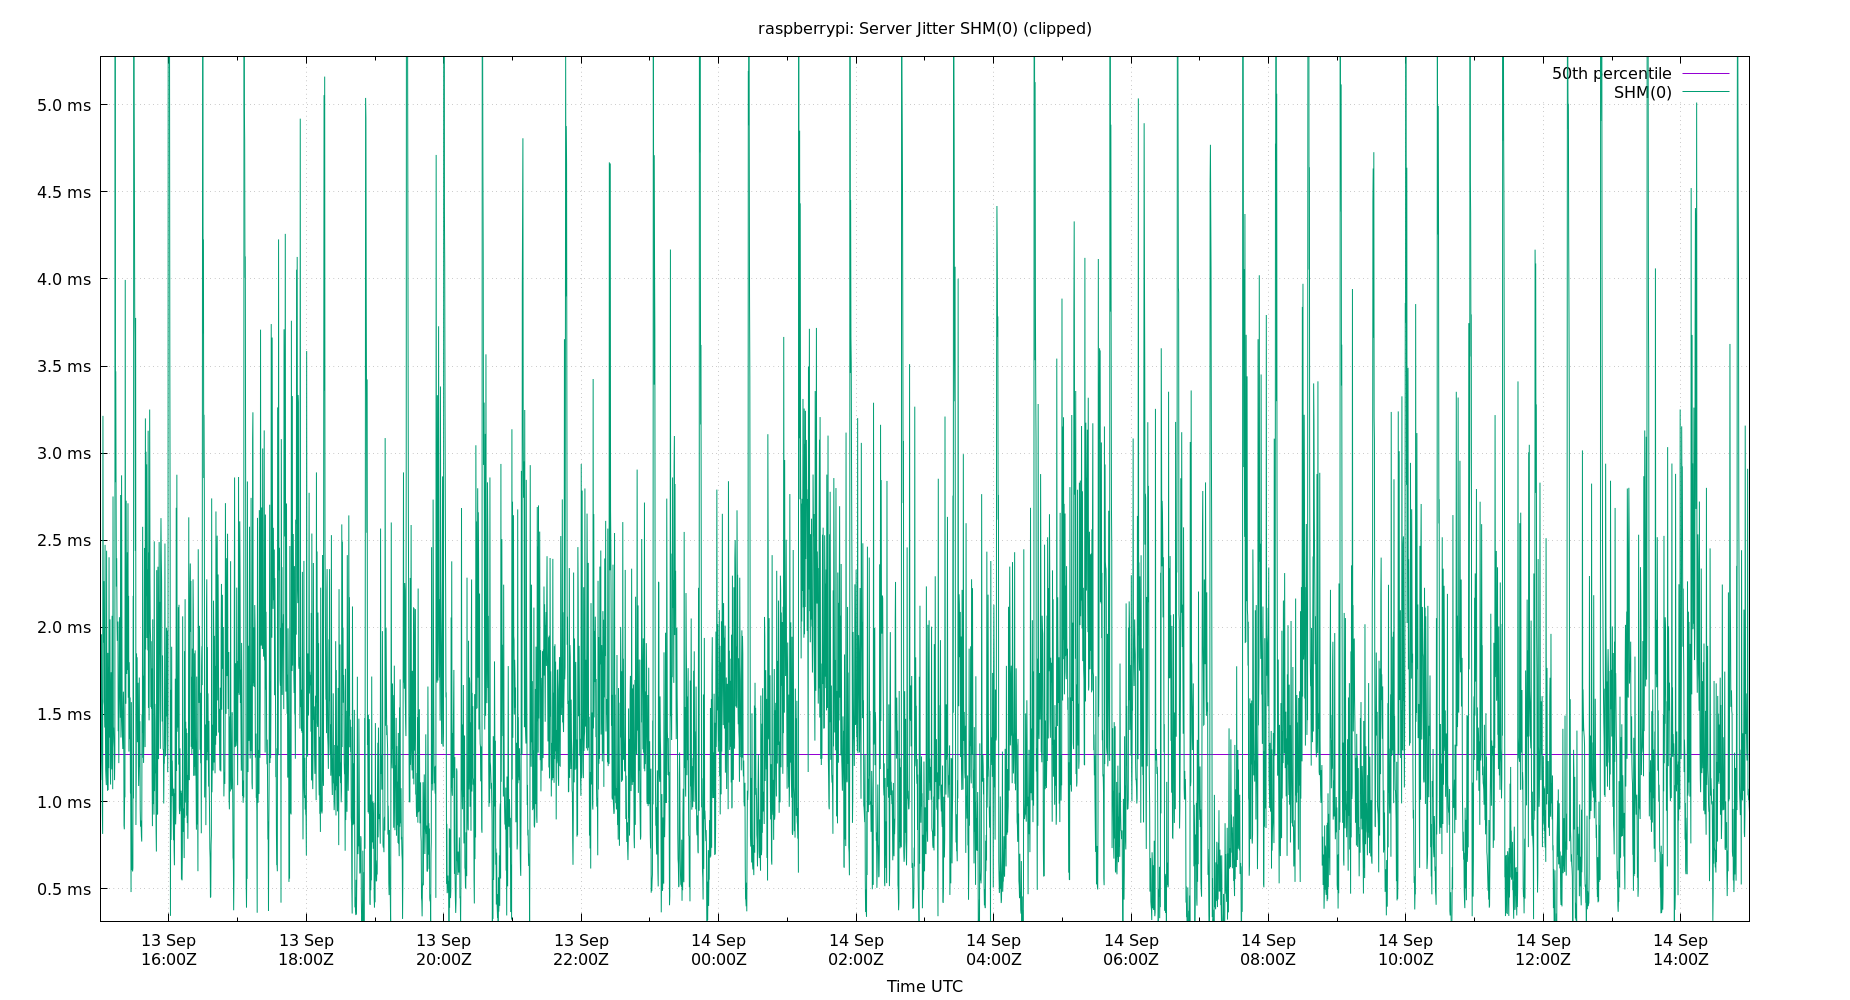 raspberrypi: Server Jitter SHM(0) (clipped)
50th percentile
SHM(0)
5.0 ms
4.5 ms
4.0 ms
3.5 ms
3.0 ms
2.5 ms
2.0 ms
1.5 ms
1.0 ms
0.5 ms
13 Sep 13 Sep 13 Sep 13 Sep 14 Sep 14 Sep 14 Sep 14 Sep 14 Sep 14 Sep 14 Sep 14 Sep
16:00Z 18:00Z 20:00Z 22:00Z 00:00Z 02:00Z 04:00Z 06:00Z 08:00Z 10:00Z 12:00Z 14:00Z
Time UTC